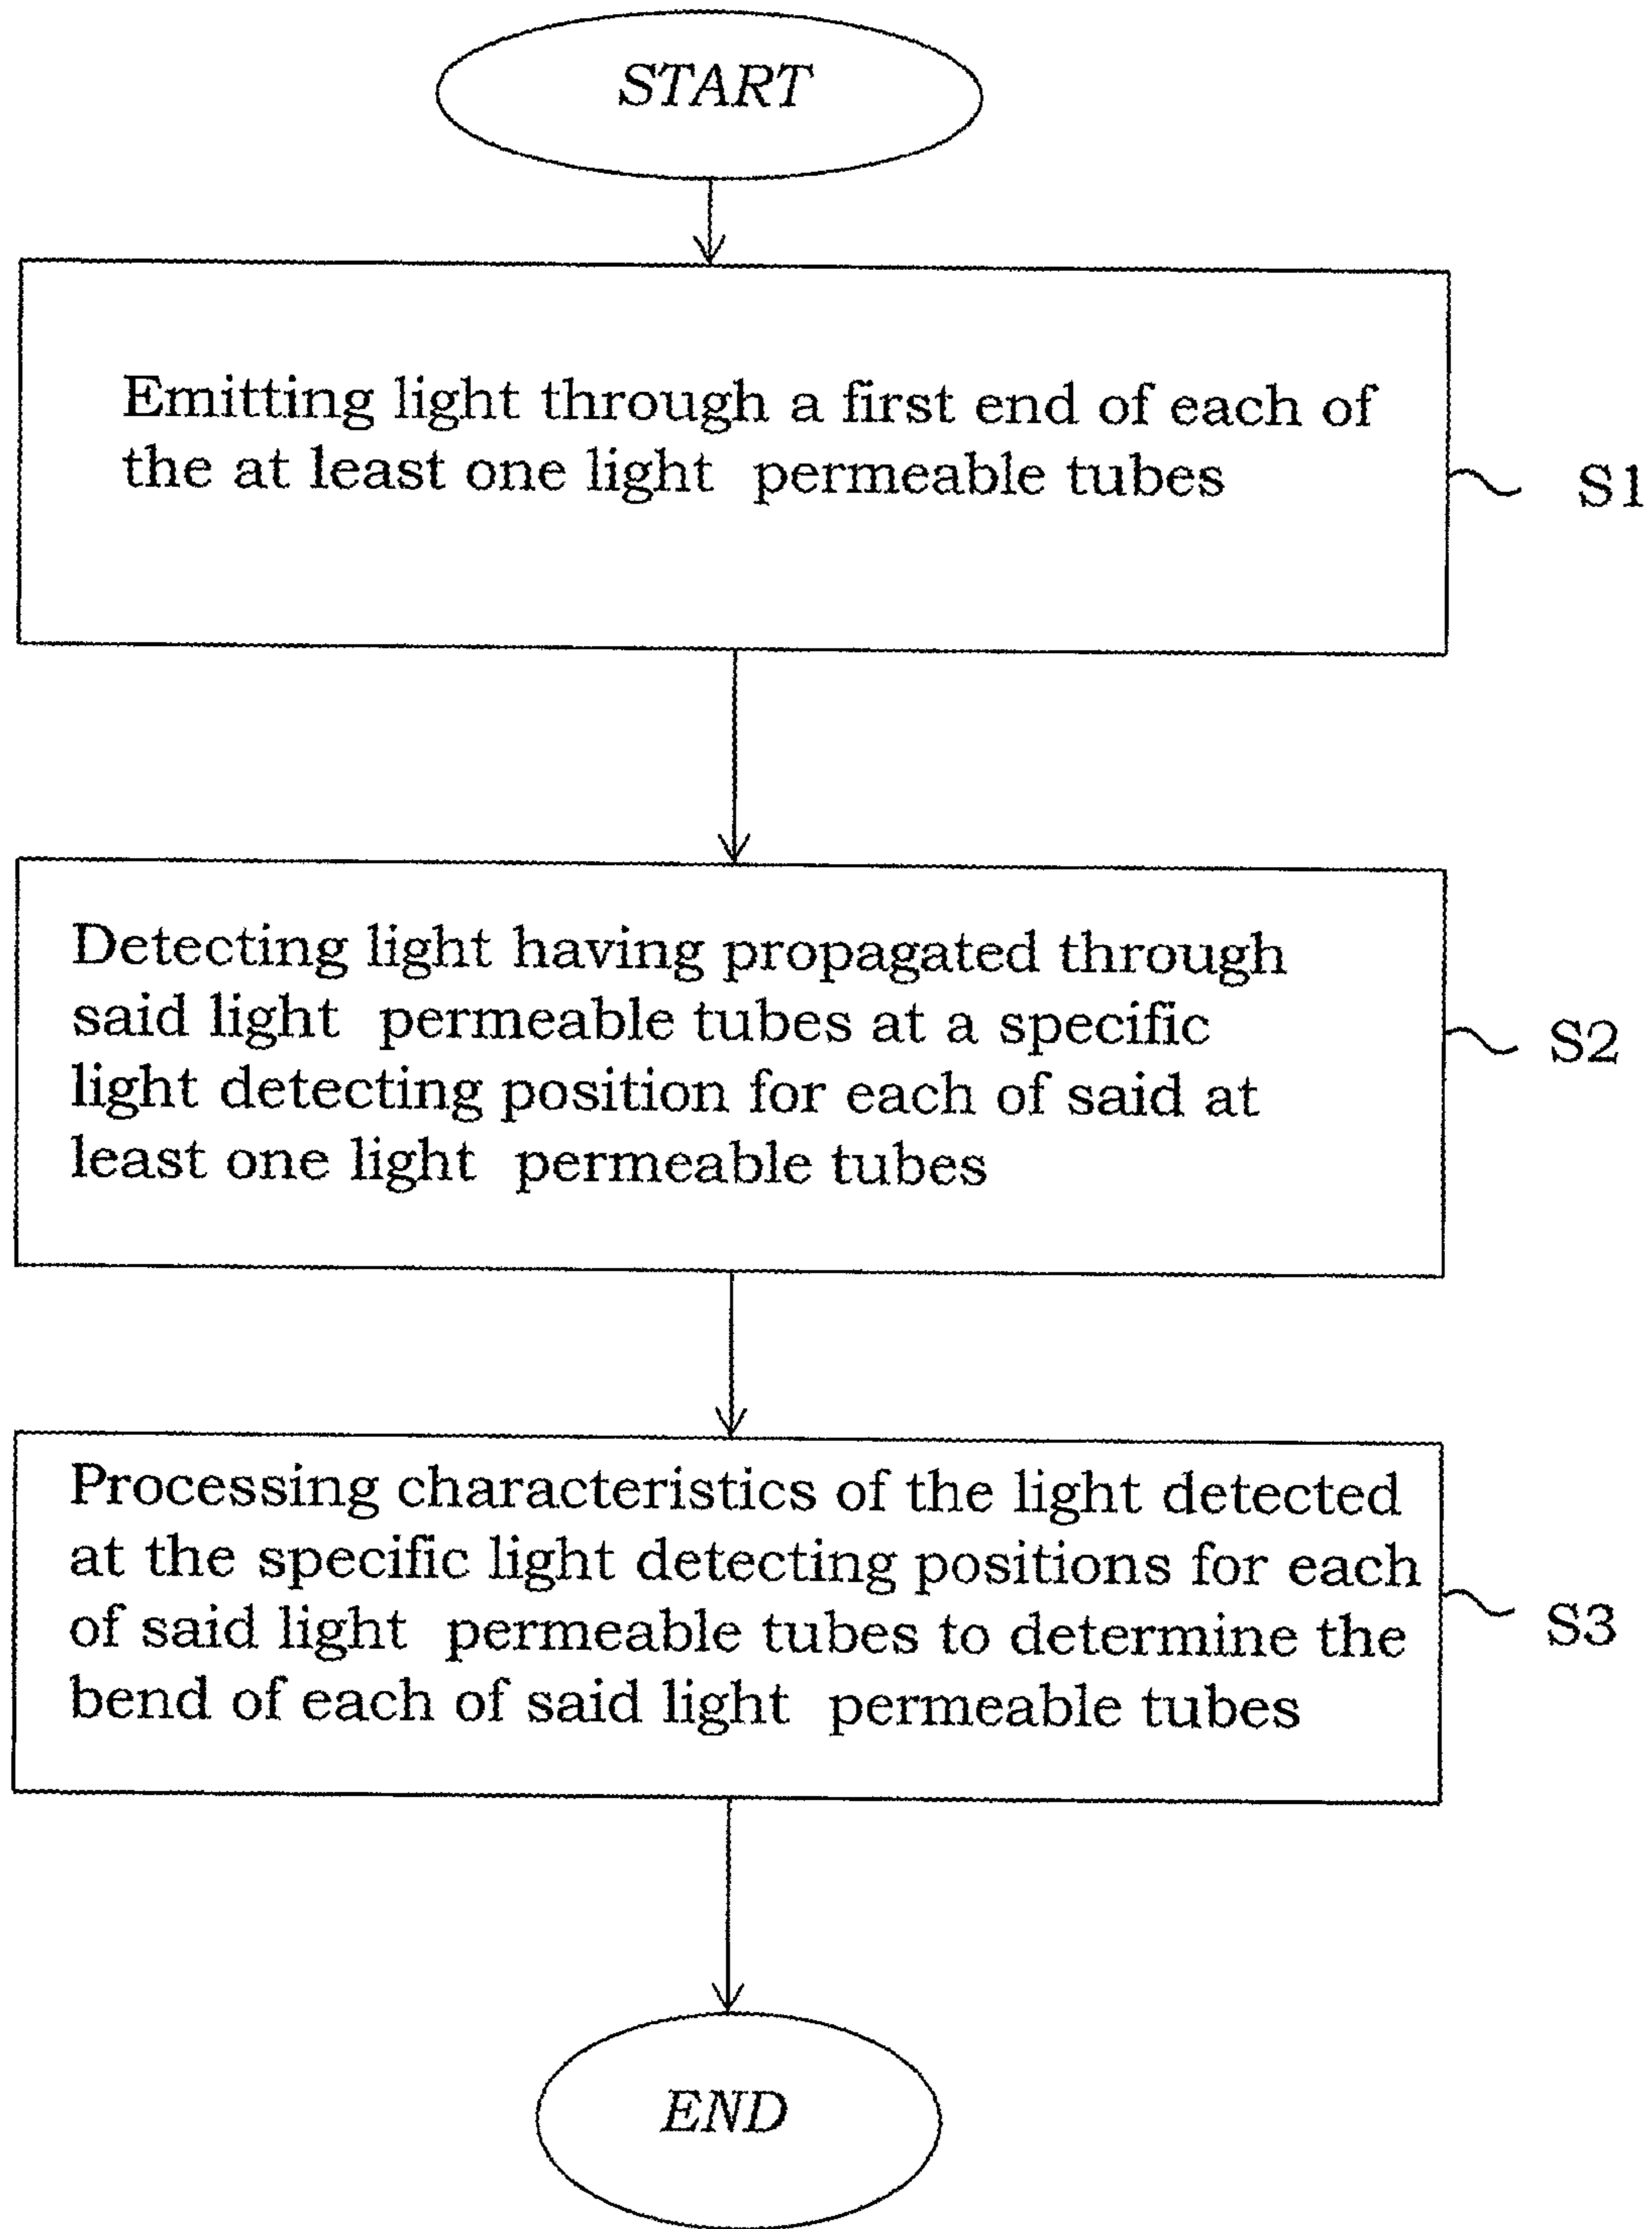 START
Emitting light through a first end of each of
the at least one light permeable tubes
S1
Detecting light having propagated through
said light permeable tubes at a specific
light detecting position for each of said at
least one light permeable tubes
S2
Processing characteristics of the light detected
at the specific light detecting positions for each
of said light permeable tubes to determine the
bend of each of said light permeable tubes
S3
END